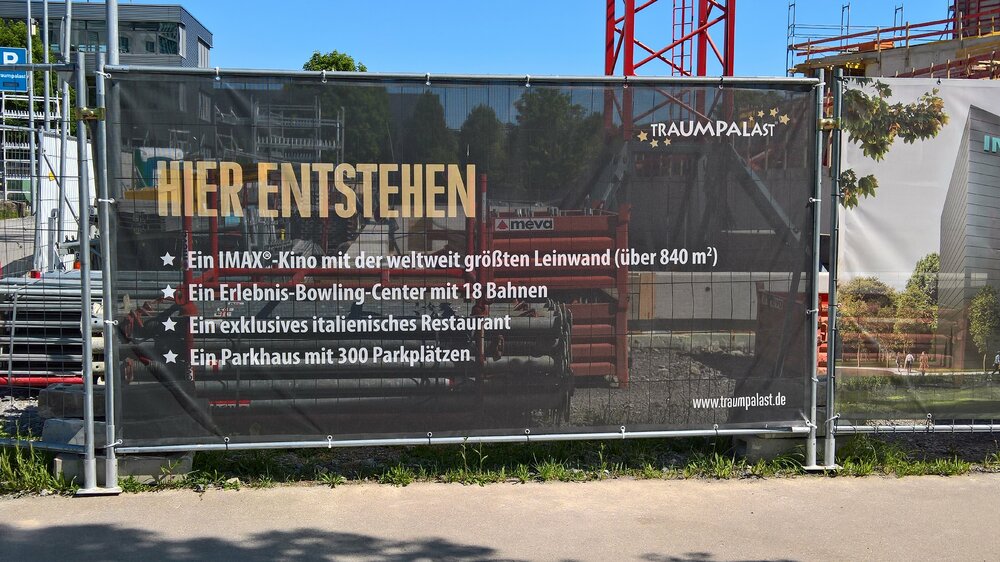 P
Traumpalast
TRAUMPALAST
HIER ENTSTEHEN
meva
Ein IMAX®-Kino mit der weltweit größten Leinwand (über 840 m²)
Ein Erlebnis-Bowling-Center mit 18 Bahnen
Ein exklusives italienisches Restaurant
Ein Parkhaus mit 300 Parkplätzen
www.traumpalast.de